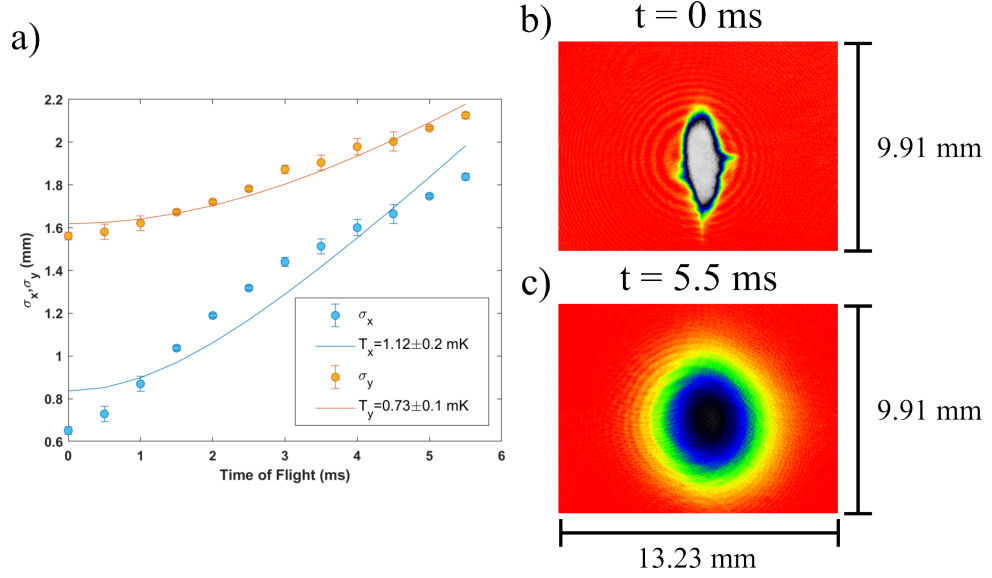 a)
2.2
2
1.8
1.6
1.4
1.2
1
0.8
0.6
σx,σy (mm)
0 1 2 3 4 5 6
Time of Flight (ms)
σx
Tx=1.12±0.2 mK
σy
Ty=0.73±0.1 mK
b)
t = 0 ms
9.91 mm
c)
t = 5.5 ms
9.91 mm
13.23 mm